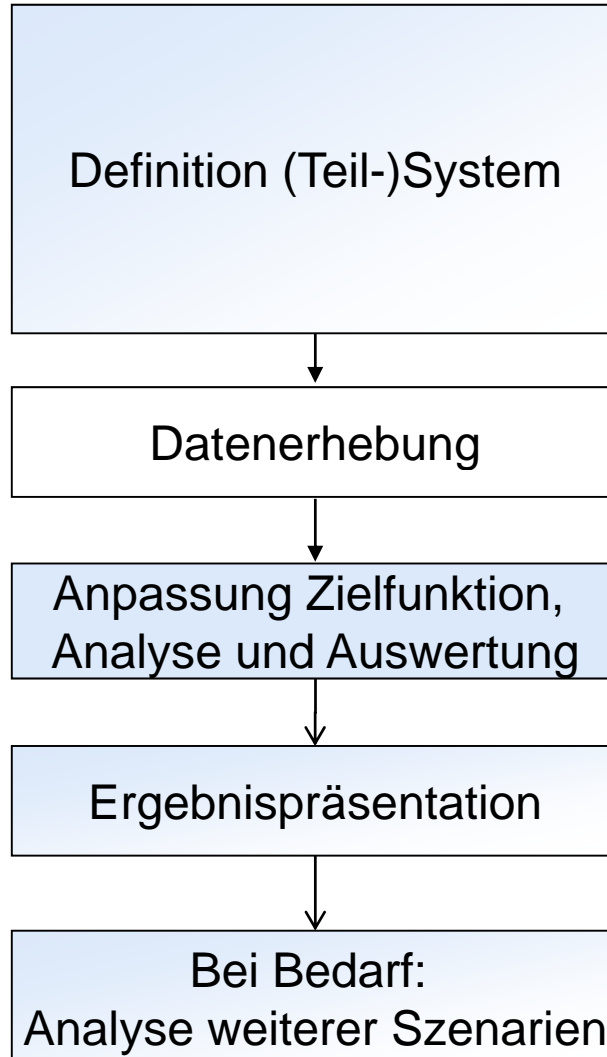 Definition (Teil-)System
Datenerhebung
Anpassung Zielfunktion,
Analyse und Auswertung
Ergebnispräsentation
Bei Bedarf:
Analyse weiterer Szenarien